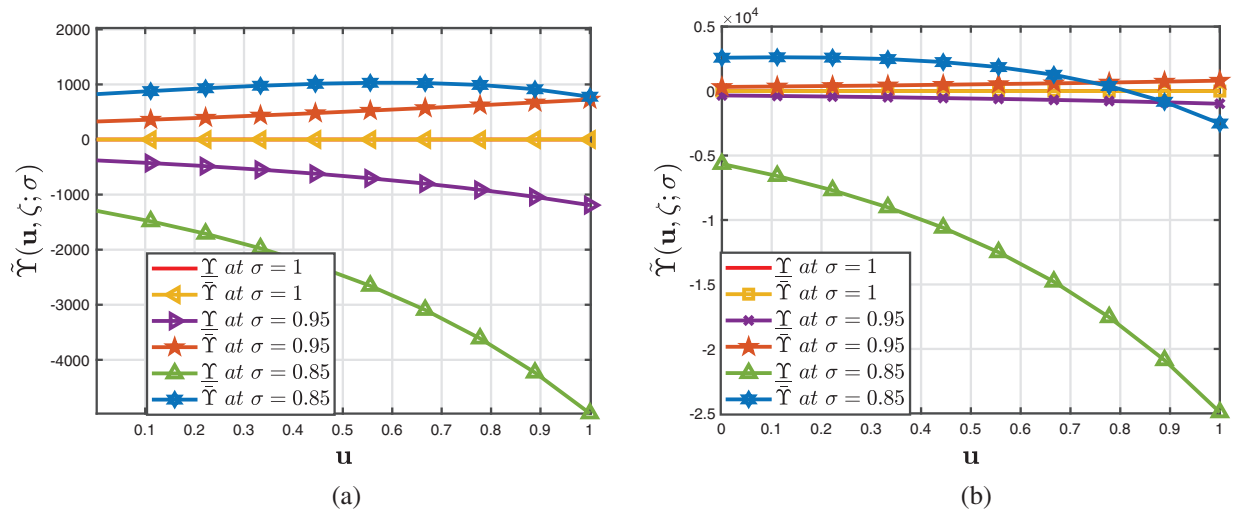 2000
1000
0
-1000
-2000
-3000
-4000
0.1 0.2 0.3 0.4 0.5 0.6 0.7 0.8 0.9 1
u
Υ̃(u, ζ; σ)
Υ at σ = 1
Ῡ at σ = 1
Υ at σ = 0.95
Ῡ at σ = 0.95
Υ at σ = 0.85
Ῡ at σ = 0.85
(a)
×10⁴
0.5
0
-0.5
-1
-1.5
-2
-2.5
0 0.1 0.2 0.3 0.4 0.5 0.6 0.7 0.8 0.9 1
u
Υ̃(u, ζ; σ)
Υ at σ = 1
Ῡ at σ = 1
Υ at σ = 0.95
Ῡ at σ = 0.95
Υ at σ = 0.85
Ῡ at σ = 0.85
(b)